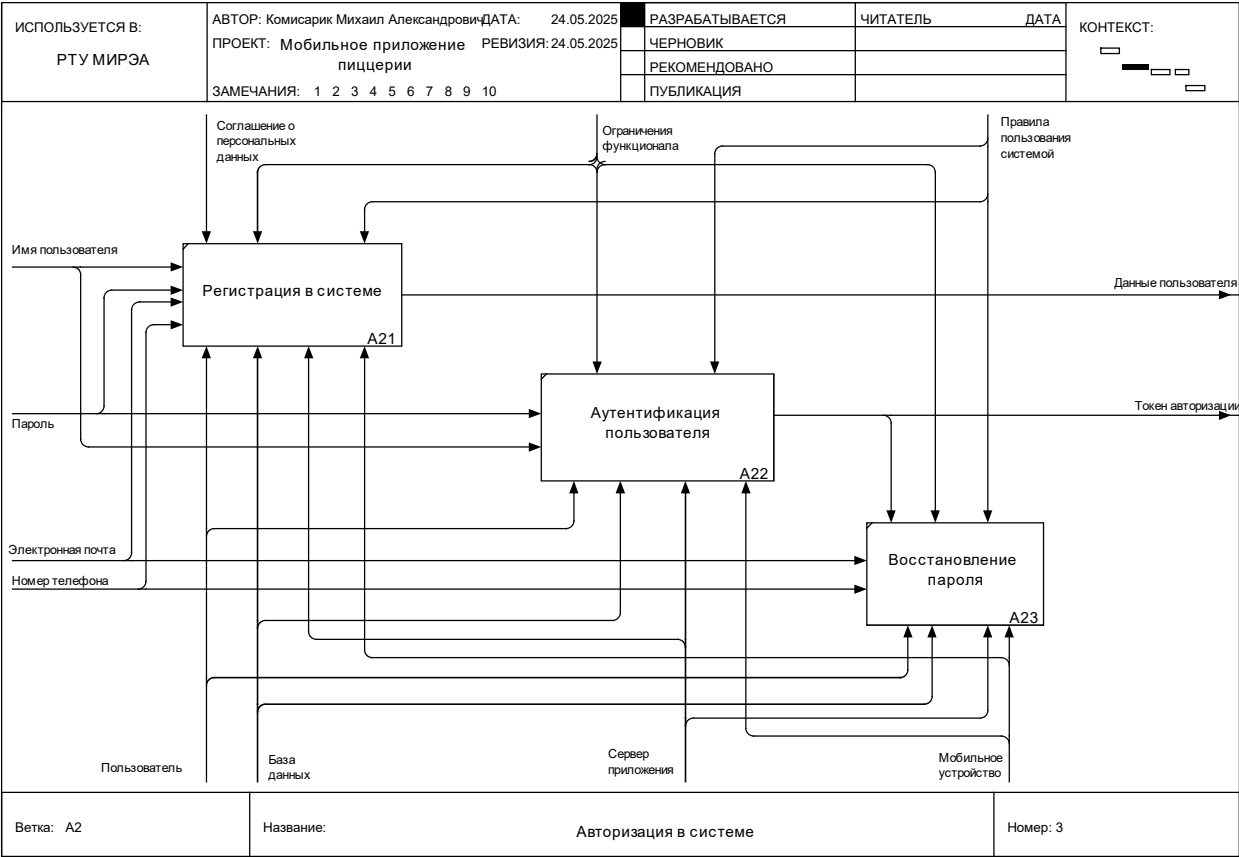 ИСПОЛЬЗУЕТСЯ В:
РТУ МИРЭА
АВТОР: Комисарик Михаил Александрович ДАТА: 24.05.2025
ПРОЕКТ: Мобильное приложение РЕВИЗИЯ: 24.05.2025
пиццерии
ЗАМЕЧАНИЯ: 1 2 3 4 5 6 7 8 9 10
РАЗРАБАТЫВАЕТСЯ
ЧЕРНОВИК
РЕКОМЕНДОВАНО
ПУБЛИКАЦИЯ
ЧИТАТЕЛЬ ДАТА
КОНТЕКСТ:
Соглашение о
персональных
данных
Ограничения
функционала
Правила
пользования
системой
Имя пользователя
Регистрация в системе
A21
Данные пользователя
Аутентификация
пользователя
A22
Токен авторизации
Пароль
Электронная почта
Номер телефона
Восстановление
пароля
A23
Пользователь
База
данных
Сервер
приложения
Мобильное
устройство
Ветка: A2
Название:
Авторизация в системе
Номер: 3